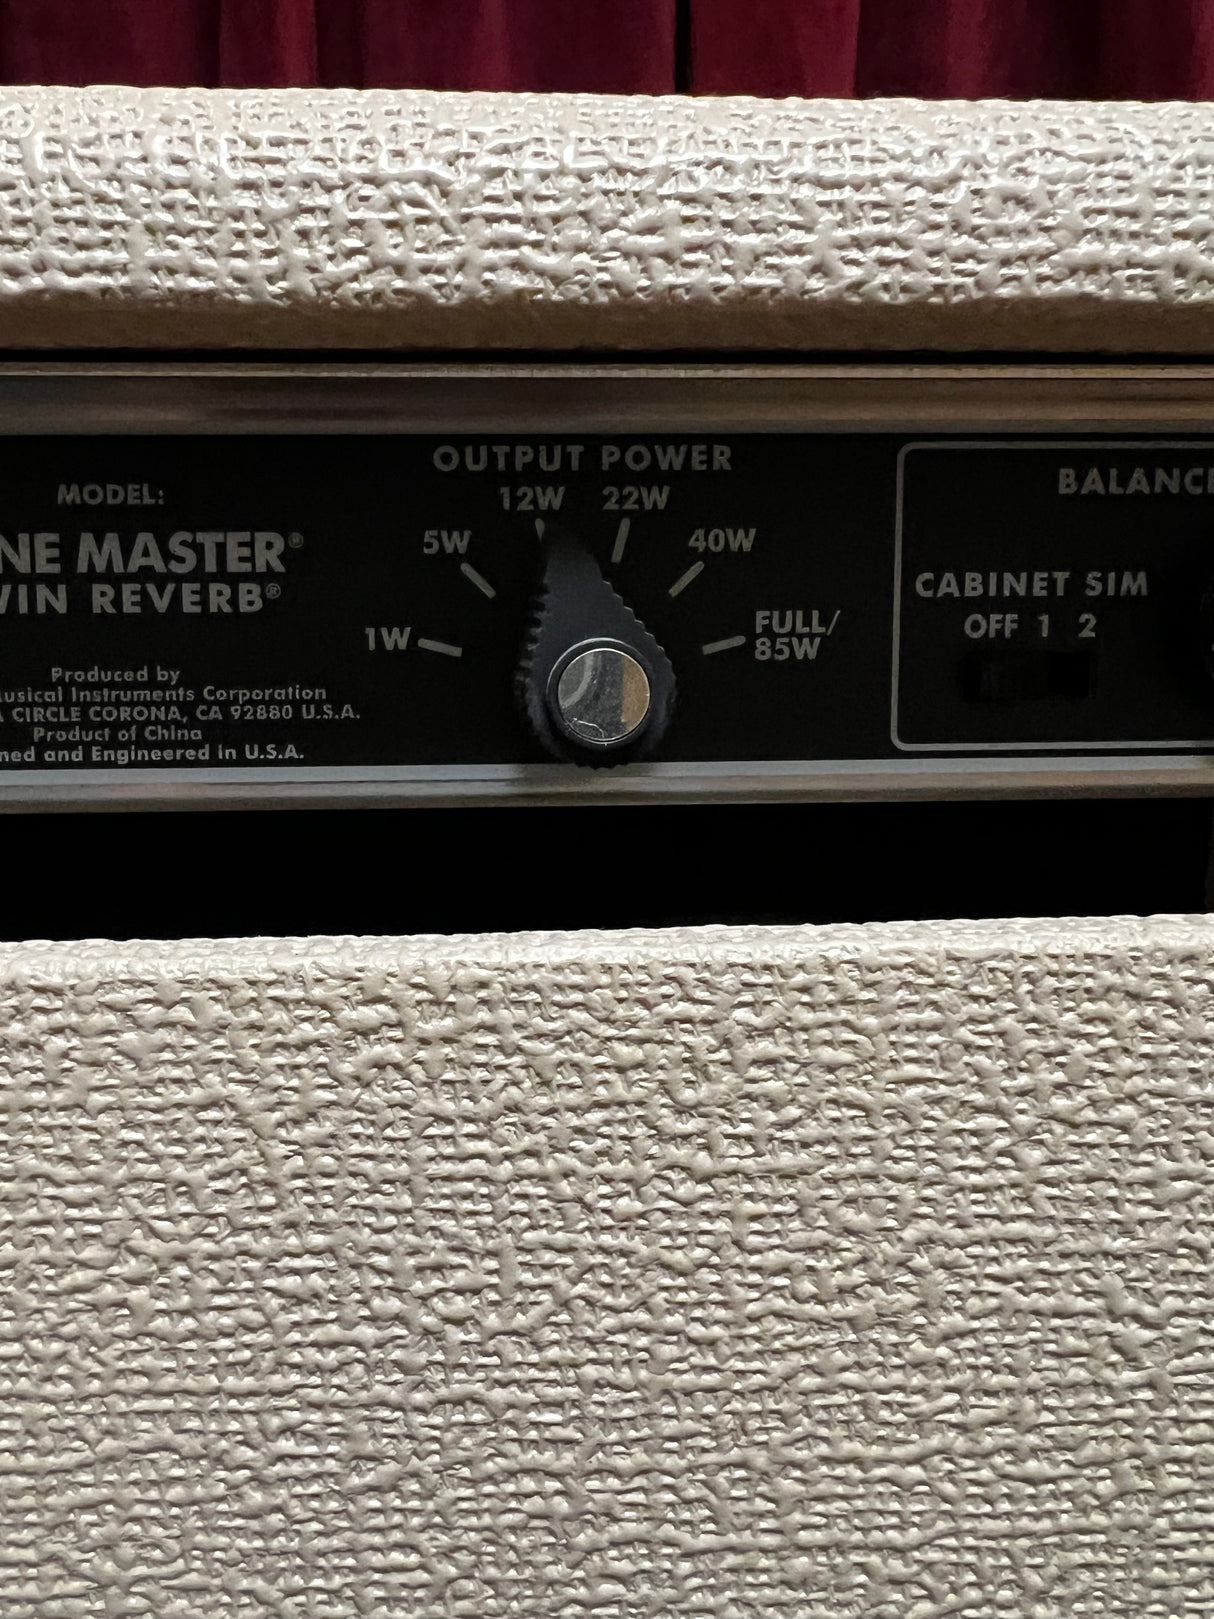 MODEL:
NE MASTER®
WIN REVERB®
Produced by
usical Instruments Corporation
CIRCLE CORONA, CA 92880 U.S.A.
Product of China
ned and Engineered in U.S.A.
OUTPUT POWER
12W 22W
5W 40W
1W FULL/
85W
BALANC
CABINET SIM
OFF 1 2